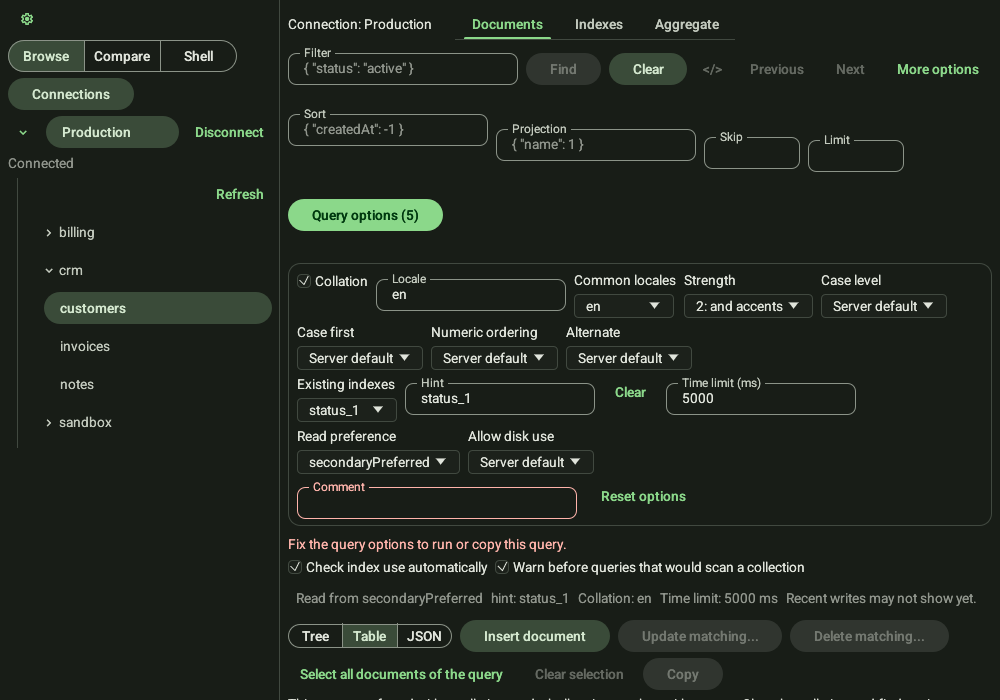 Browse
Compare
Shell
Connections
Production
Disconnect
Connected
Refresh
billing
crm
customers
invoices
notes
sandbox
Connection: Production
Documents
Indexes
Aggregate
Filter
{ "status": "active" }
Find
Clear
</>
Previous
Next
More options
Sort
{ "createdAt": -1 }
Projection
{ "name": 1 }
Skip
Limit
Query options (5)
Collation
Locale
en
Common locales
en
Strength
2: and accents
Case level
Server default
Case first
Server default
Numeric ordering
Server default
Alternate
Server default
Existing indexes
status_1
Hint
status_1
Clear
Time limit (ms)
5000
Read preference
secondaryPreferred
Allow disk use
Server default
Comment
Reset options
Fix the query options to run or copy this query.
Check index use automatically
Warn before queries that would scan a collection
Read from secondaryPreferred hint: status_1 Collation: en Time limit: 5000 ms Recent writes may not show yet.
Tree
Table
JSON
Insert document
Update matching...
Delete matching...
Select all documents of the query
Clear selection
Copy